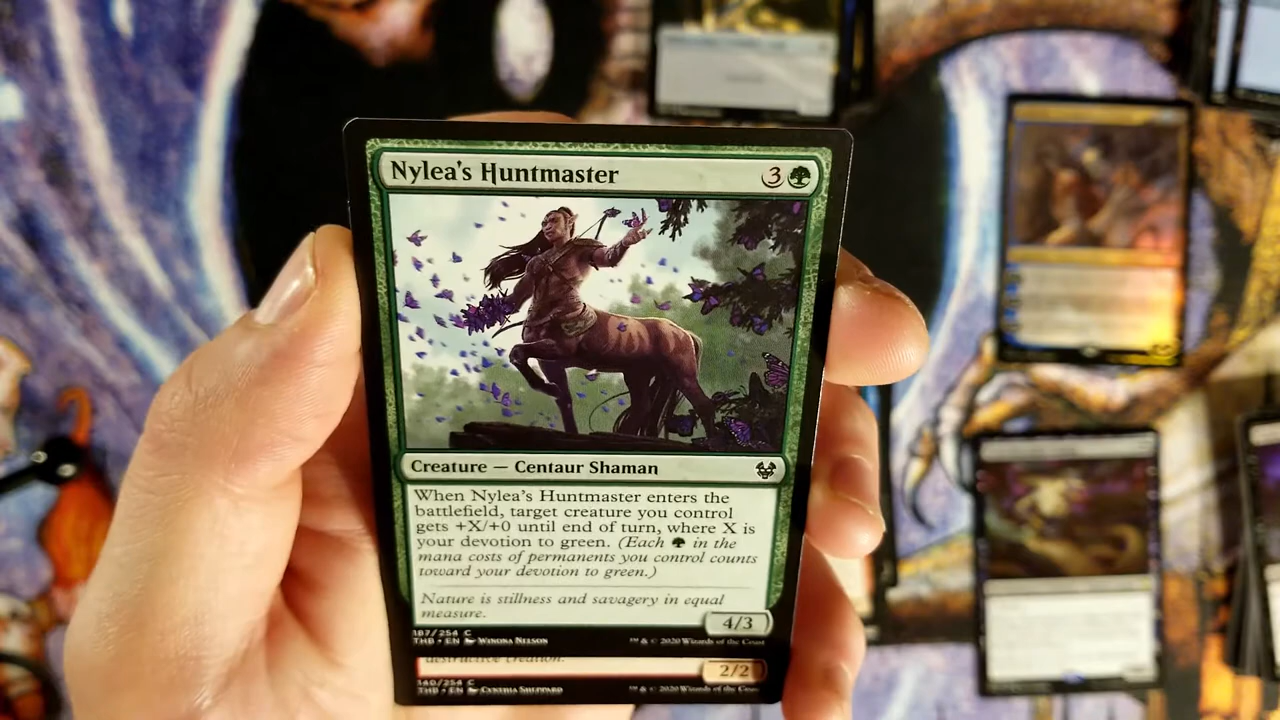 Nylea's Huntmaster 3
Creature — Centaur Shaman
When Nylea's Huntmaster enters the
battlefield, target creature you control
gets +X/+0 until end of turn, where X is
your devotion to green. (Each in the
mana costs of permanents you control counts
toward your devotion to green.)
Nature is stillness and savagery in equal
measure.
4/3
187/254 C
THB • EN Winona Nelson ™ & © 2020 Wizards of the Coast
destructive creation.
2/2
140/254 C
THB • EN Cynthia Sheppard ™ & © 2020 Wizards of the Coast